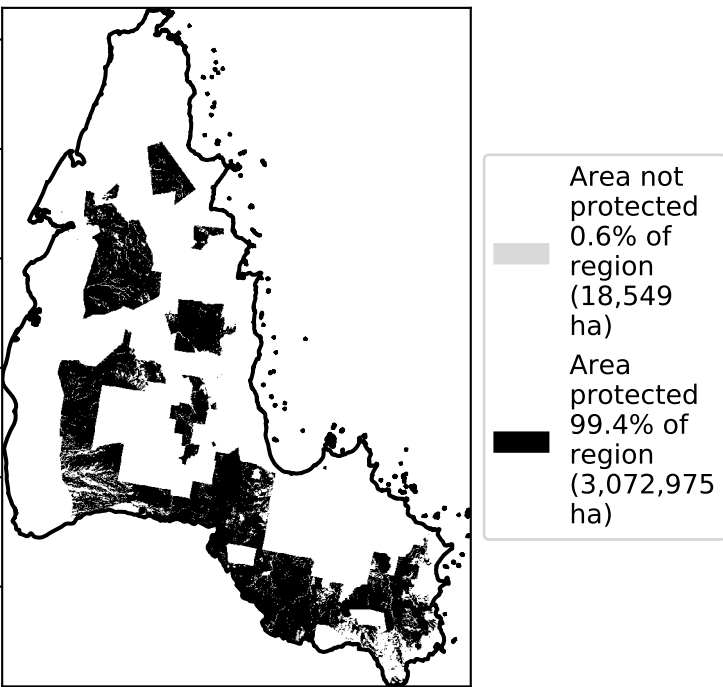 Area not
protected
0.6% of
region
(18,549
ha)
Area
protected
99.4% of
region
(3,072,975
ha)